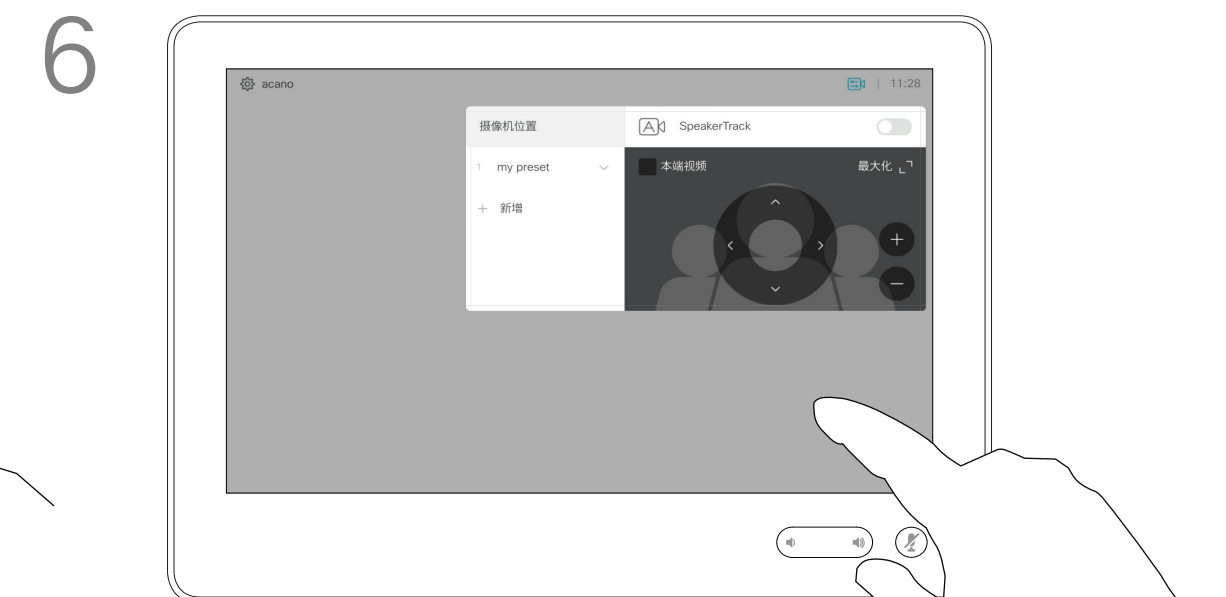 6
acano
11:28
摄像机位置
SpeakerTrack
1 my preset
本端视频
最大化
+ 新增